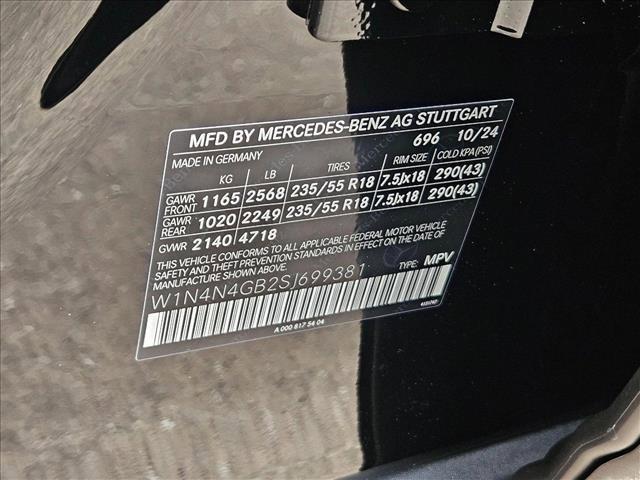 MFD BY MERCEDES-BENZ AG STUTTGART
696 10/24
MADE IN GERMANY
KG LB TIRES RIM SIZE COLD KPA(PSI)
GAWR FRONT 1165 2568 235/55 R18 7.5Jx18 290(43)
GAWR REAR 1020 2249 235/55 R18 7.5Jx18 290(43)
GVWR 2140 4718
THIS VEHICLE CONFORMS TO ALL APPLICABLE FEDERAL MOTOR VEHICLE
SAFETY, BUMPER, AND THEFT PREVENTION STANDARDS IN EFFECT ON THE
DATE OF MANUFACTURE SHOWN ABOVE.
W1N4N4GB2SJ699381 TYPE: MPV
A 000 817 54 04